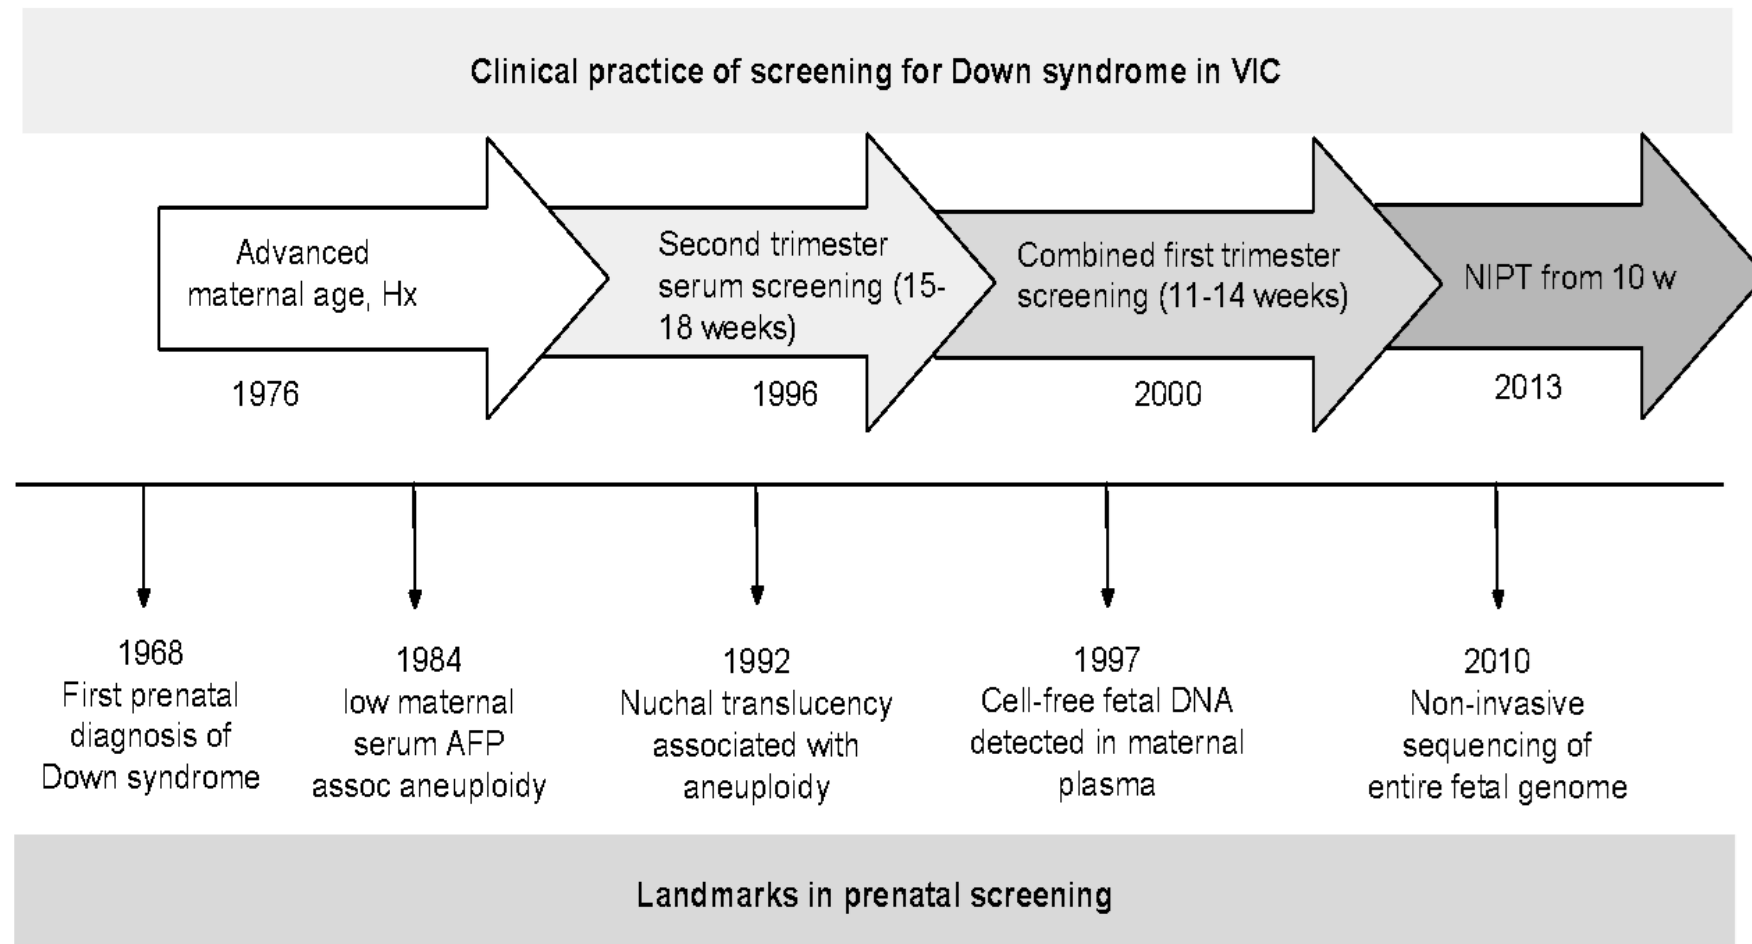 Clinical practice of screening for Down syndrome in VIC
Advanced
maternal age, Hx
1976
Second trimester
serum screening (15-
18 weeks)
1996
Combined first trimester
screening (11-14 weeks)
2000
NIPT from 10 w
2013
1968
First prenatal
diagnosis of
Down syndrome
1984
low maternal
serum AFP
assoc aneuploidy
1992
Nuchal translucency
associated with
aneuploidy
1997
Cell-free fetal DNA
detected in maternal
plasma
2010
Non-invasive
sequencing of
entire fetal genome
Landmarks in prenatal screening